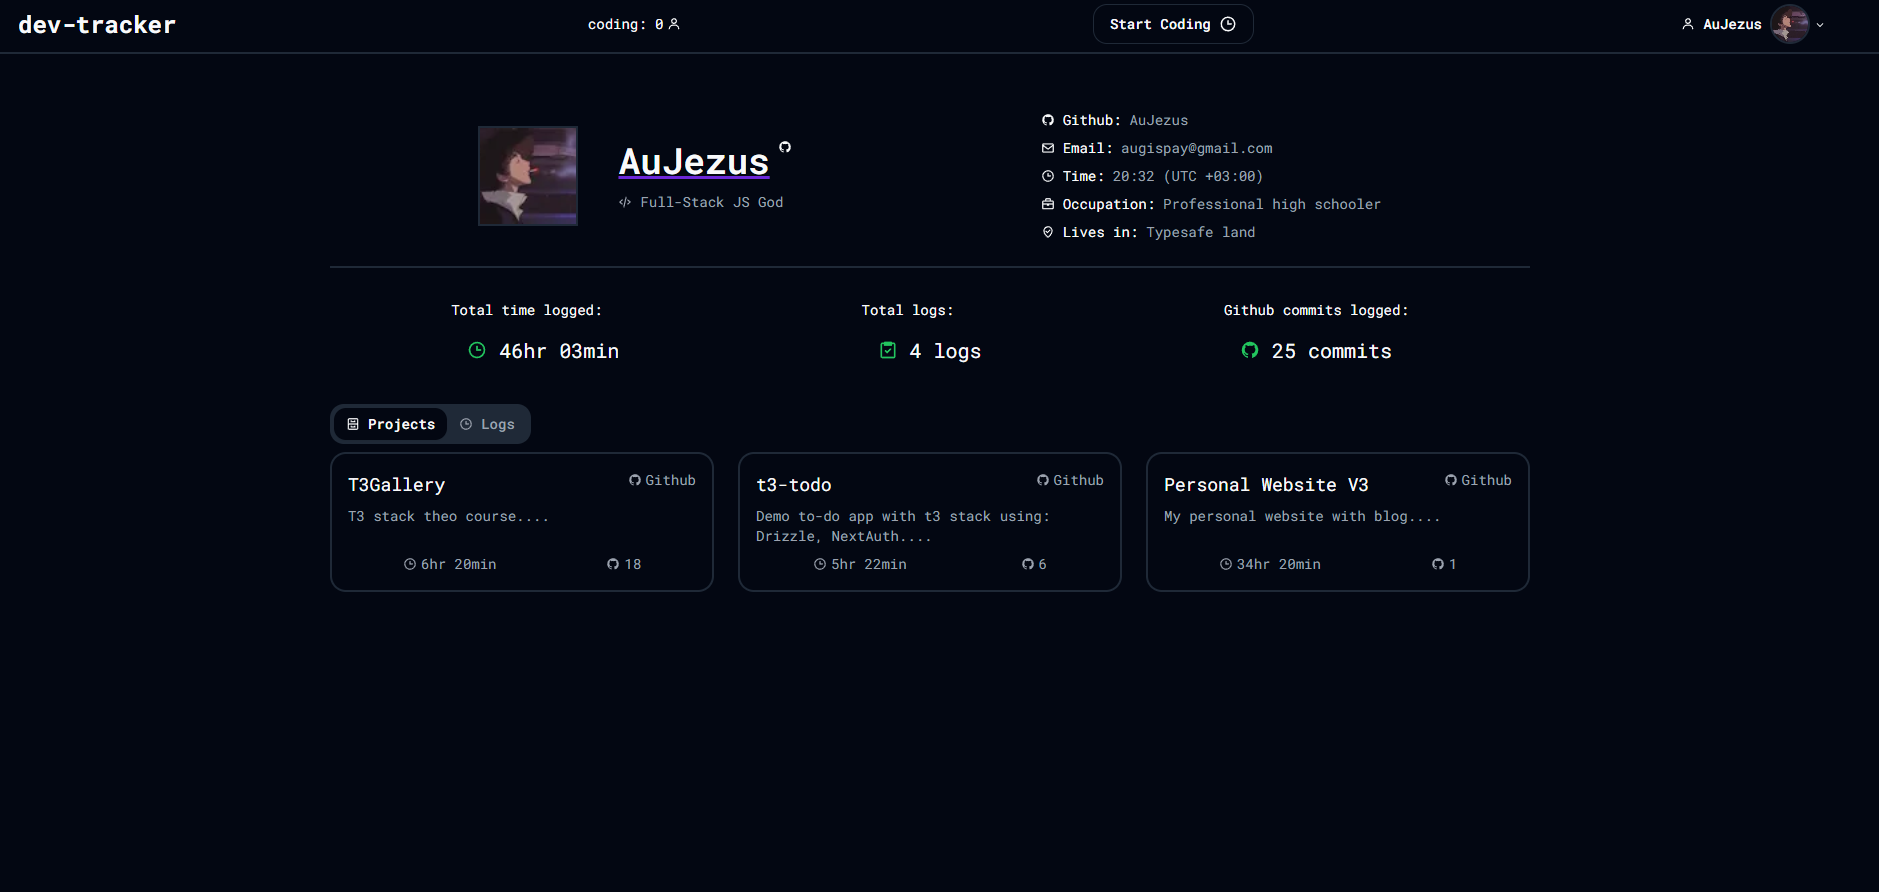 dev-tracker
coding: 0
Start Coding
AuJezus
AuJezus
Full-Stack JS God
Github: AuJezus
Email: augispay@gmail.com
Time: 20:32 (UTC +03:00)
Occupation: Professional high schooler
Lives in: Typesafe land
Total time logged:
46hr 03min
Total logs:
4 logs
Github commits logged:
25 commits
Projects
Logs
T3Gallery
Github
T3 stack theo course....
6hr 20min
18
t3-todo
Github
Demo to-do app with t3 stack using:
Drizzle, NextAuth....
5hr 22min
6
Personal Website V3
Github
My personal website with blog....
34hr 20min
1